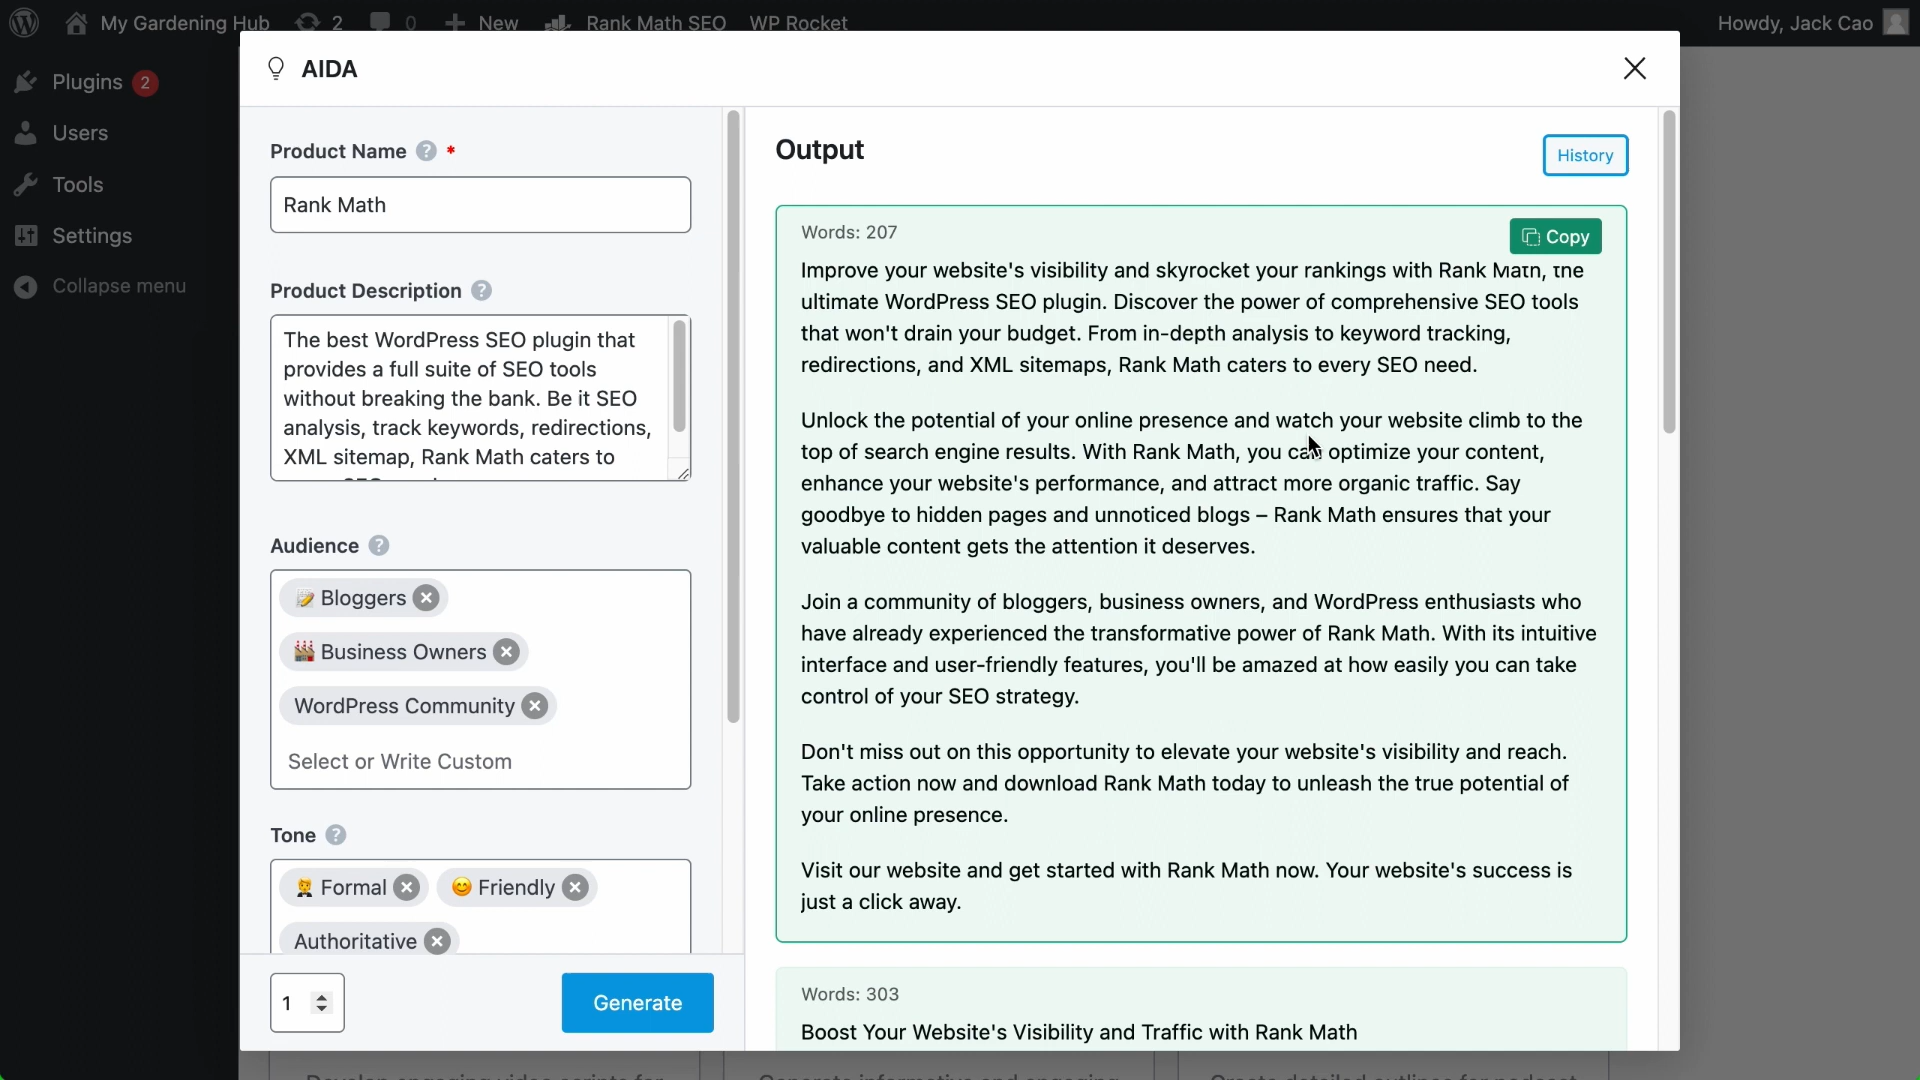 My Gardening Hub 2 0 New Rank Math SEO WP Rocket Howdy, Jack Cao
Plugins 2
Users
Tools
Settings
Collapse menu
AIDA
Product Name ? *
Rank Math
Product Description ?
The best WordPress SEO plugin that
provides a full suite of SEO tools
without breaking the bank. Be it SEO
analysis, track keywords, redirections,
XML sitemap, Rank Math caters to
Audience ?
Bloggers
Business Owners
WordPress Community
Select or Write Custom
Tone ?
Formal Friendly
Authoritative
1 Generate
Output
History
Words: 207
Copy
Improve your website's visibility and skyrocket your rankings with Rank Math, the
ultimate WordPress SEO plugin. Discover the power of comprehensive SEO tools
that won't drain your budget. From in-depth analysis to keyword tracking,
redirections, and XML sitemaps, Rank Math caters to every SEO need.
Unlock the potential of your online presence and watch your website climb to the
top of search engine results. With Rank Math, you can optimize your content,
enhance your website's performance, and attract more organic traffic. Say
goodbye to hidden pages and unnoticed blogs – Rank Math ensures that your
valuable content gets the attention it deserves.
Join a community of bloggers, business owners, and WordPress enthusiasts who
have already experienced the transformative power of Rank Math. With its intuitive
interface and user-friendly features, you'll be amazed at how easily you can take
control of your SEO strategy.
Don't miss out on this opportunity to elevate your website's visibility and reach.
Take action now and download Rank Math today to unleash the true potential of
your online presence.
Visit our website and get started with Rank Math now. Your website's success is
just a click away.
Words: 303
Boost Your Website's Visibility and Traffic with Rank Math